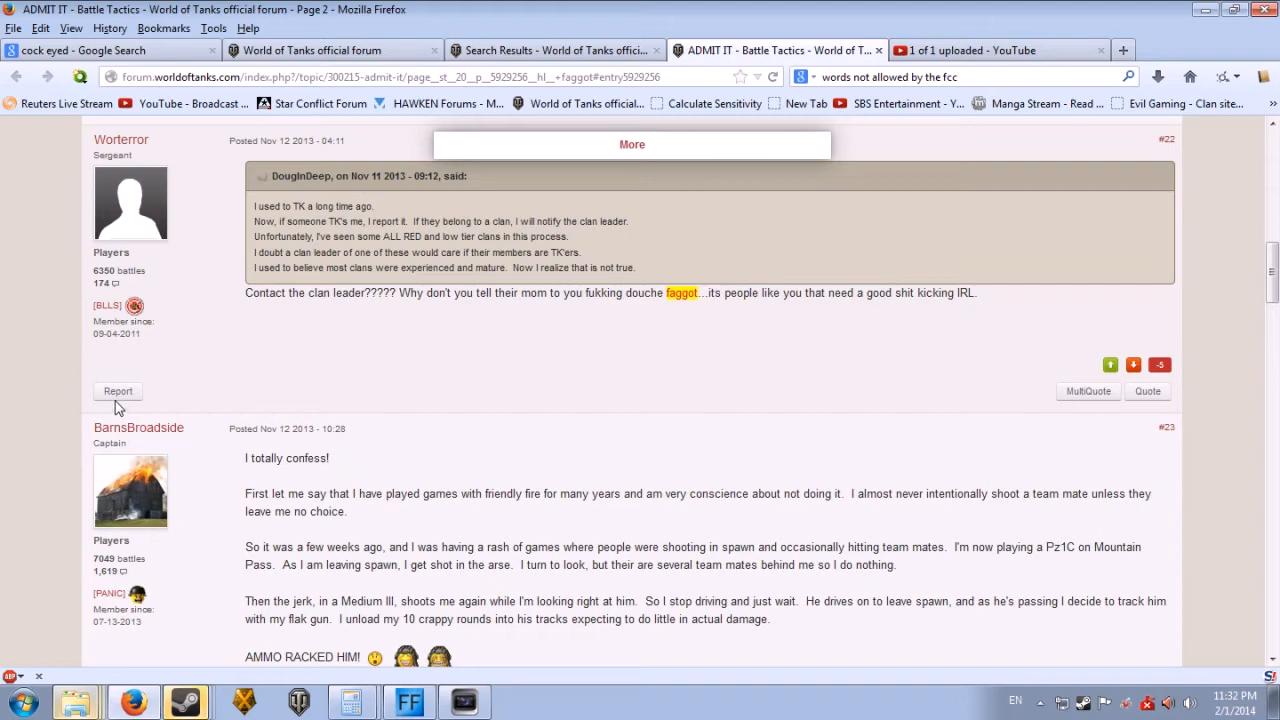 ADMIT IT - Battle Tactics - World of Tanks official forum - Page 2 - Mozilla Firefox
File Edit View History Bookmarks Tools Help
cock eyed - Google Search
World of Tanks official forum
Search Results - World of Tanks offici...
ADMIT IT - Battle Tactics - World of T...
1 of 1 uploaded - YouTube
forum.worldoftanks.com/index.php?/topic/300215-admit-it/page__st__20__p__5929256__hl__+faggot#entry5929256
words not allowed by the fcc
Reuters Live Stream
YouTube - Broadcast ...
Star Conflict Forum
HAWKEN Forums - M...
World of Tanks official...
Calculate Sensitivity
New Tab
SBS Entertainment - Y...
Manga Stream - Read ...
Evil Gaming - Clan site...
Worterror
Posted Nov 12 2013 - 04:11
More
#22
Sergeant
DougInDeep, on Nov 11 2013 - 09:12, said:
I used to TK a long time ago.
Now, if someone TK's me, I report it. If they belong to a clan, I will notify the clan leader.
Unfortunately, I've seen some ALL RED and low tier clans in this process.
I doubt a clan leader of one of these would care if their members are TK'ers.
I used to believe most clans were experienced and mature. Now I realize that is not true.
Players
6350 battles
174
[BLLS]
Member since:
09-04-2011
Contact the clan leader????? Why don't you tell their mom to you fukking douche faggot...its people like you that need a good shit kicking IRL.
-5
Report
MultiQuote
Quote
BarnsBroadside
Posted Nov 12 2013 - 10:28
#23
Captain
I totally confess!
First let me say that I have played games with friendly fire for many years and am very conscience about not doing it. I almost never intentionally shoot a team mate unless they
leave me no choice.
Players
7049 battles
1,619
[PANIC]
Member since:
07-13-2013
So it was a few weeks ago, and I was having a rash of games where people were shooting in spawn and occasionally hitting team mates. I'm now playing a Pz1C on Mountain
Pass. As I am leaving spawn, I get shot in the arse. I turn to look, but their are several team mates behind me so I do nothing.
Then the jerk, in a Medium III, shoots me again while I'm looking right at him. So I stop driving and just wait. He drives on to leave spawn, and as he's passing I decide to track him
with my flak gun. I unload my 10 crappy rounds into his tracks expecting to do little in actual damage.
AMMO RACKED HIM!
ABP
S!
FF
EN
11:32 PM
2/1/2014